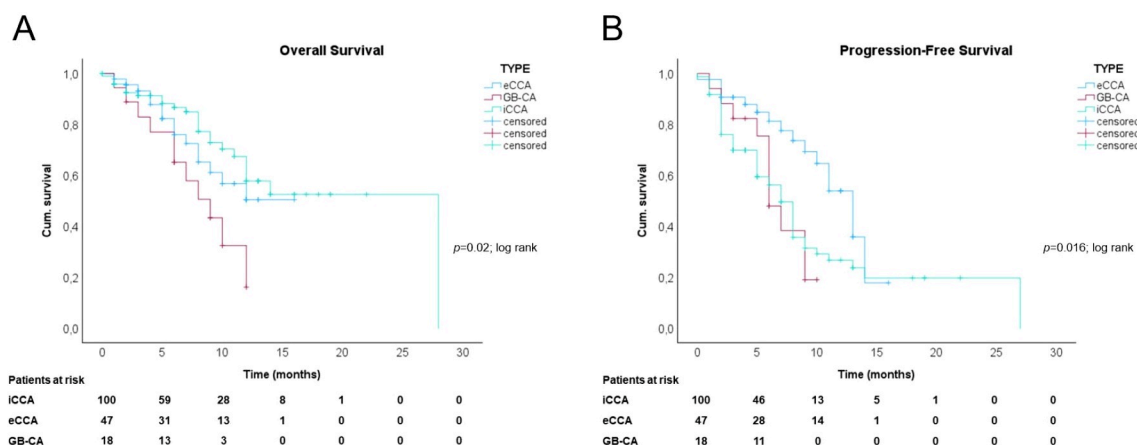 A
Overall Survival
TYPE
eCCA
GB-CA
iCCA
censored
censored
censored
1,0
0,8
0,6
0,4
0,2
0,0
Cum. survival
p=0.02; log rank
0 5 10 15 20 25 30
Time (months)
Patients at risk
iCCA 100 59 28 8 1 0 0
eCCA 47 31 13 1 0 0 0
GB-CA 18 13 3 0 0 0 0
B
Progression-Free Survival
TYPE
eCCA
GB-CA
iCCA
censored
censored
censored
1,0
0,8
0,6
0,4
0,2
0,0
Cum. survival
p=0.016; log rank
0 5 10 15 20 25 30
Time (months)
Patients at risk
iCCA 100 46 13 5 1 0 0
eCCA 47 28 14 1 0 0 0
GB-CA 18 11 0 0 0 0 0